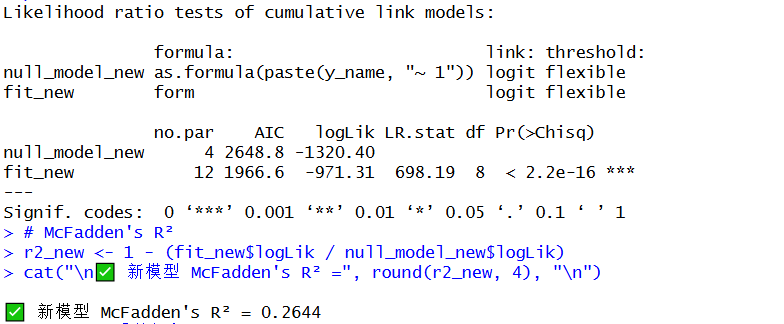 Likelihood ratio tests of cumulative link models:
formula: link: threshold:
null_model_new as.formula(paste(y_name, "~ 1")) logit flexible
fit_new form logit flexible
no.par AIC logLik LR.stat df Pr(>Chisq)
null_model_new 4 2648.8 -1320.40
fit_new 12 1966.6 -971.31 698.19 8 < 2.2e-16 ***
---
Signif. codes: 0 ‘***’ 0.001 ‘**’ 0.01 ‘*’ 0.05 ‘.’ 0.1 ‘ ’ 1
> # McFadden's R²
> r2_new <- 1 - (fit_new$logLik / null_model_new$logLik)
> cat("\n✅ 新模型 McFadden's R² =", round(r2_new, 4), "\n")
✅ 新模型 McFadden's R² = 0.2644